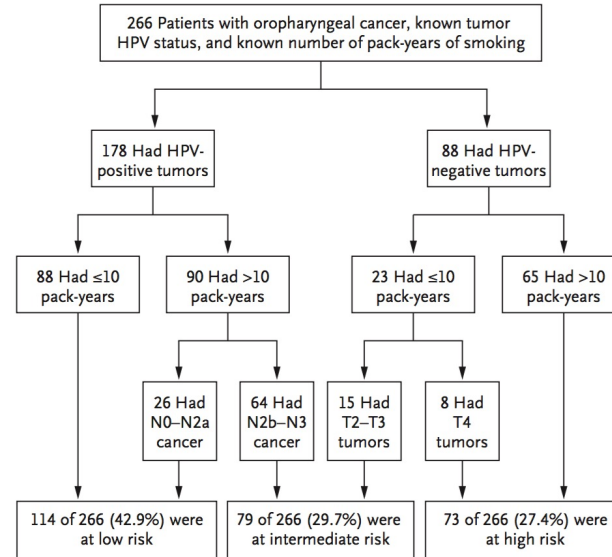 266 Patients with oropharyngeal cancer, known tumor
HPV status, and known number of pack-years of smoking
178 Had HPV-
positive tumors
88 Had HPV-
negative tumors
88 Had ≤10
pack-years
90 Had >10
pack-years
23 Had ≤10
pack-years
65 Had >10
pack-years
26 Had
N0–N2a
cancer
64 Had
N2b–N3
cancer
15 Had
T2–T3
tumors
8 Had
T4
tumors
114 of 266 (42.9%) were
at low risk
79 of 266 (29.7%) were
at intermediate risk
73 of 266 (27.4%) were
at high risk